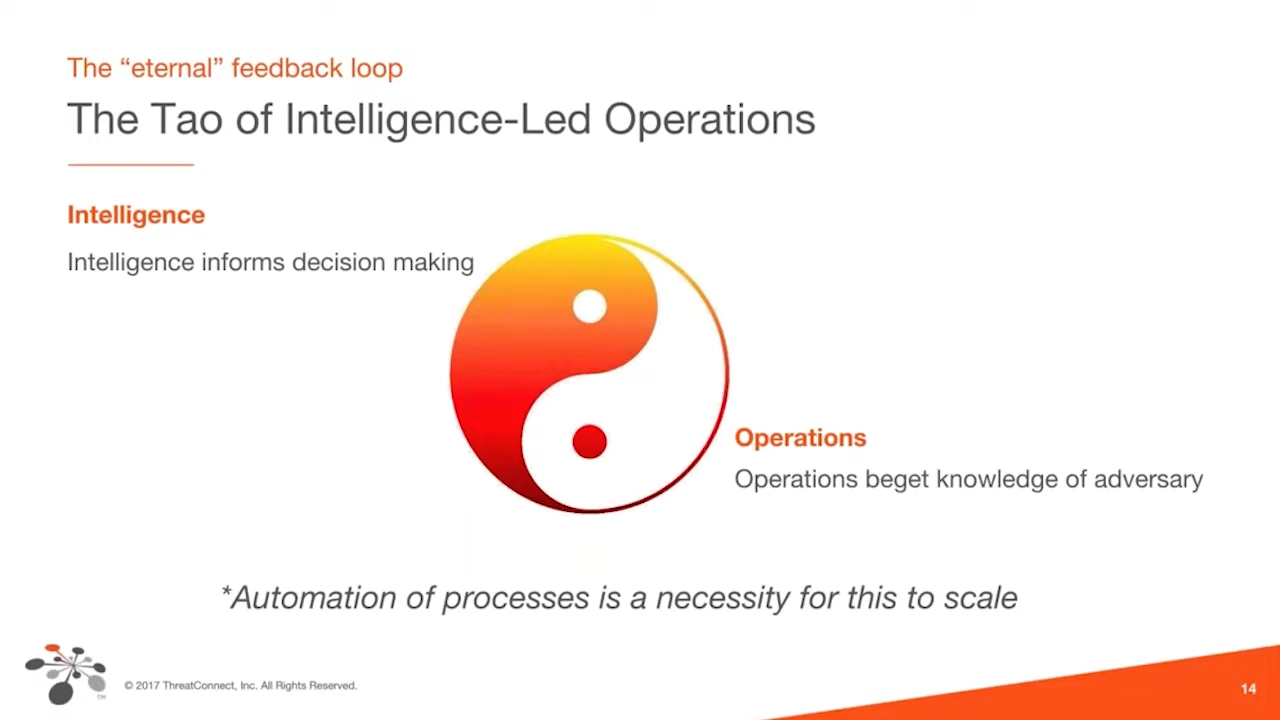 The “eternal” feedback loop
The Tao of Intelligence-Led Operations
Intelligence
Intelligence informs decision making
Operations
Operations beget knowledge of adversary
*Automation of processes is a necessity for this to scale
TM
© 2017 ThreatConnect, Inc. All Rights Reserved.
14